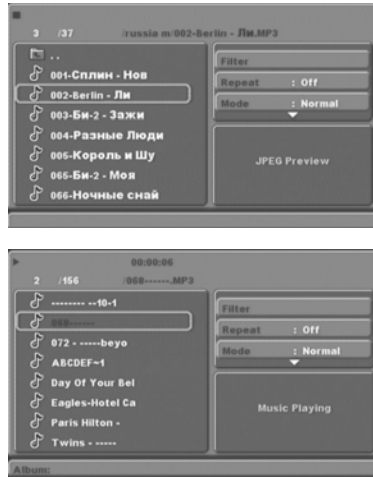 3 /37 /russia m/002-Berlin - Ли.MP3
..
001-Сплин - Нов
002-Berlin - Ли
003-Би-2 - Зажи
004-Разные Люди
005-Король и Шу
065-Би-2 - Моя
066-Ночные снай
Filter
Repeat : Off
Mode : Normal
JPEG Preview
00:00:06
2 /156 /068------.MP3
-------- --10-1
068------
072 - -----beyo
ABCDEF~1
Day Of Your Bel
Eagles-Hotel Ca
Paris Hilton -
Twins - -----
Filter
Repeat : Off
Mode : Normal
Music Playing
Album: